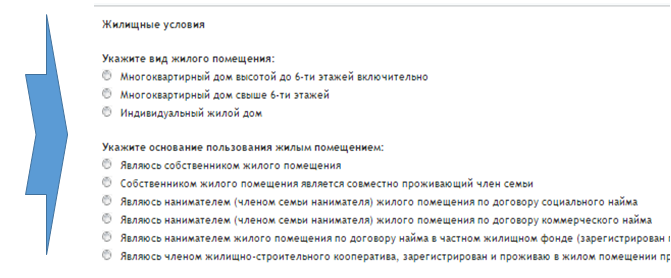 Жилищные условия
Укажите вид жилого помещения:
Многоквартирный дом высотой до 6-ти этажей включительно
Многоквартирный дом свыше 6-ти этажей
Индивидуальный жилой дом
Укажите основание пользования жилым помещением:
Являюсь собственником жилого помещения
Собственником жилого помещения является совместно проживающий член семьи
Являюсь нанимателем (членом семьи нанимателя) жилого помещения по договору социального найма
Являюсь нанимателем (членом семьи нанимателя) жилого помещения по договору коммерческого найма
Являюсь нанимателем жилого помещения по договору найма в частном жилищном фонде (зарегистрирован
Являюсь членом жилищно-строительного кооператива, зарегистрирован и проживаю в жилом помещении